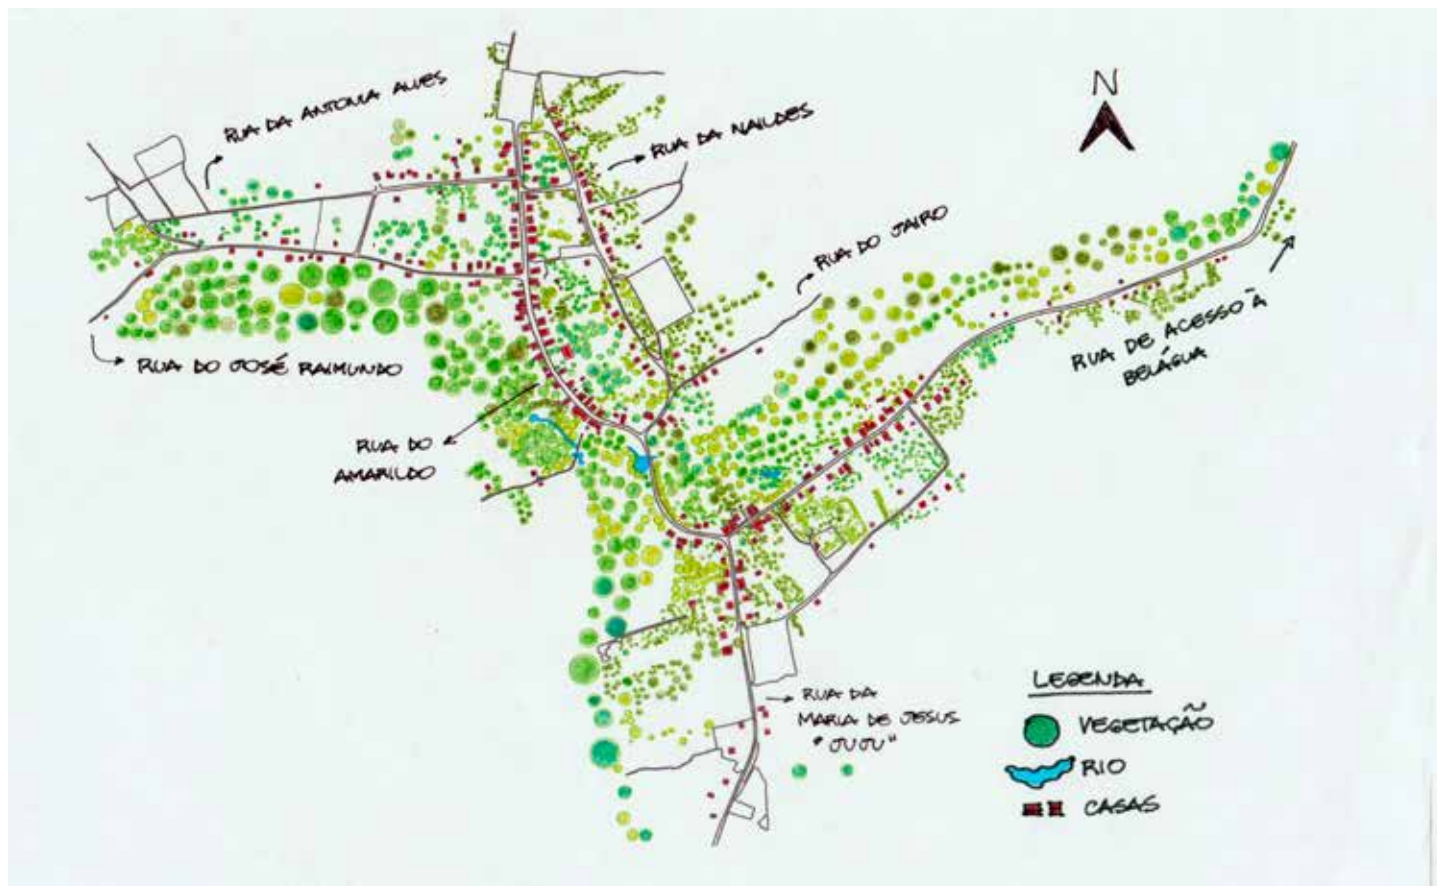 N
RUA DA ANTONIA ALVES
RUA DA NAILDES
RUA DO JAIRO
RUA DE ACESSO À
BELÁGUA
RUA DO JOSÉ RAIMUNDO
RUA DO
AMARILDO
RUA DA
MARIA DE JESUS
"JUJU"
LEGENDA
VEGETAÇÃO
RIO
CASAS